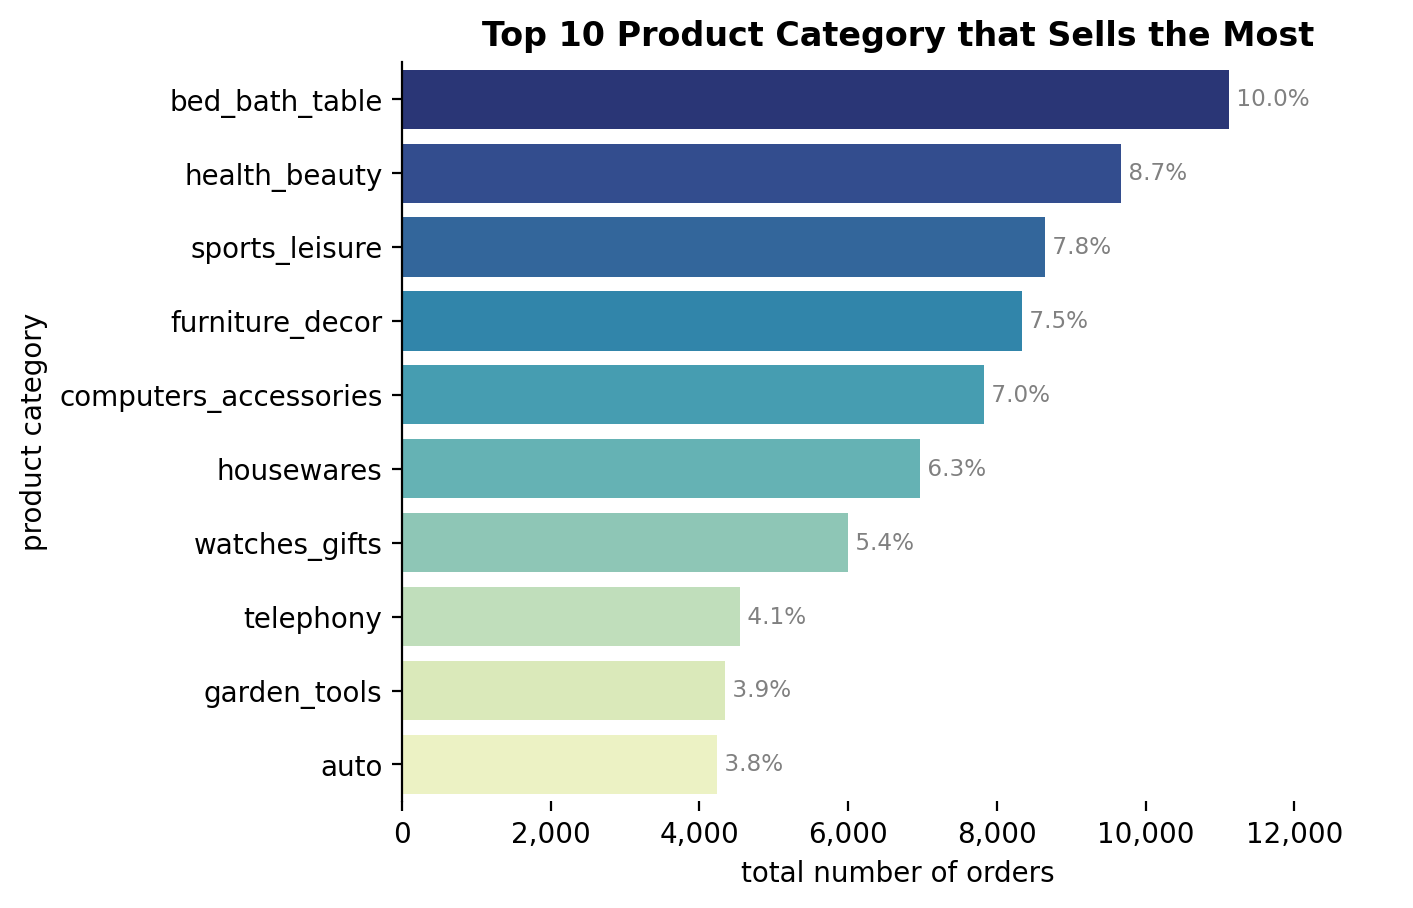 Top 10 Product Category that Sells the Most
product category
bed_bath_table 10.0%
health_beauty 8.7%
sports_leisure 7.8%
furniture_decor 7.5%
computers_accessories 7.0%
housewares 6.3%
watches_gifts 5.4%
telephony 4.1%
garden_tools 3.9%
auto 3.8%
0 2,000 4,000 6,000 8,000 10,000 12,000
total number of orders